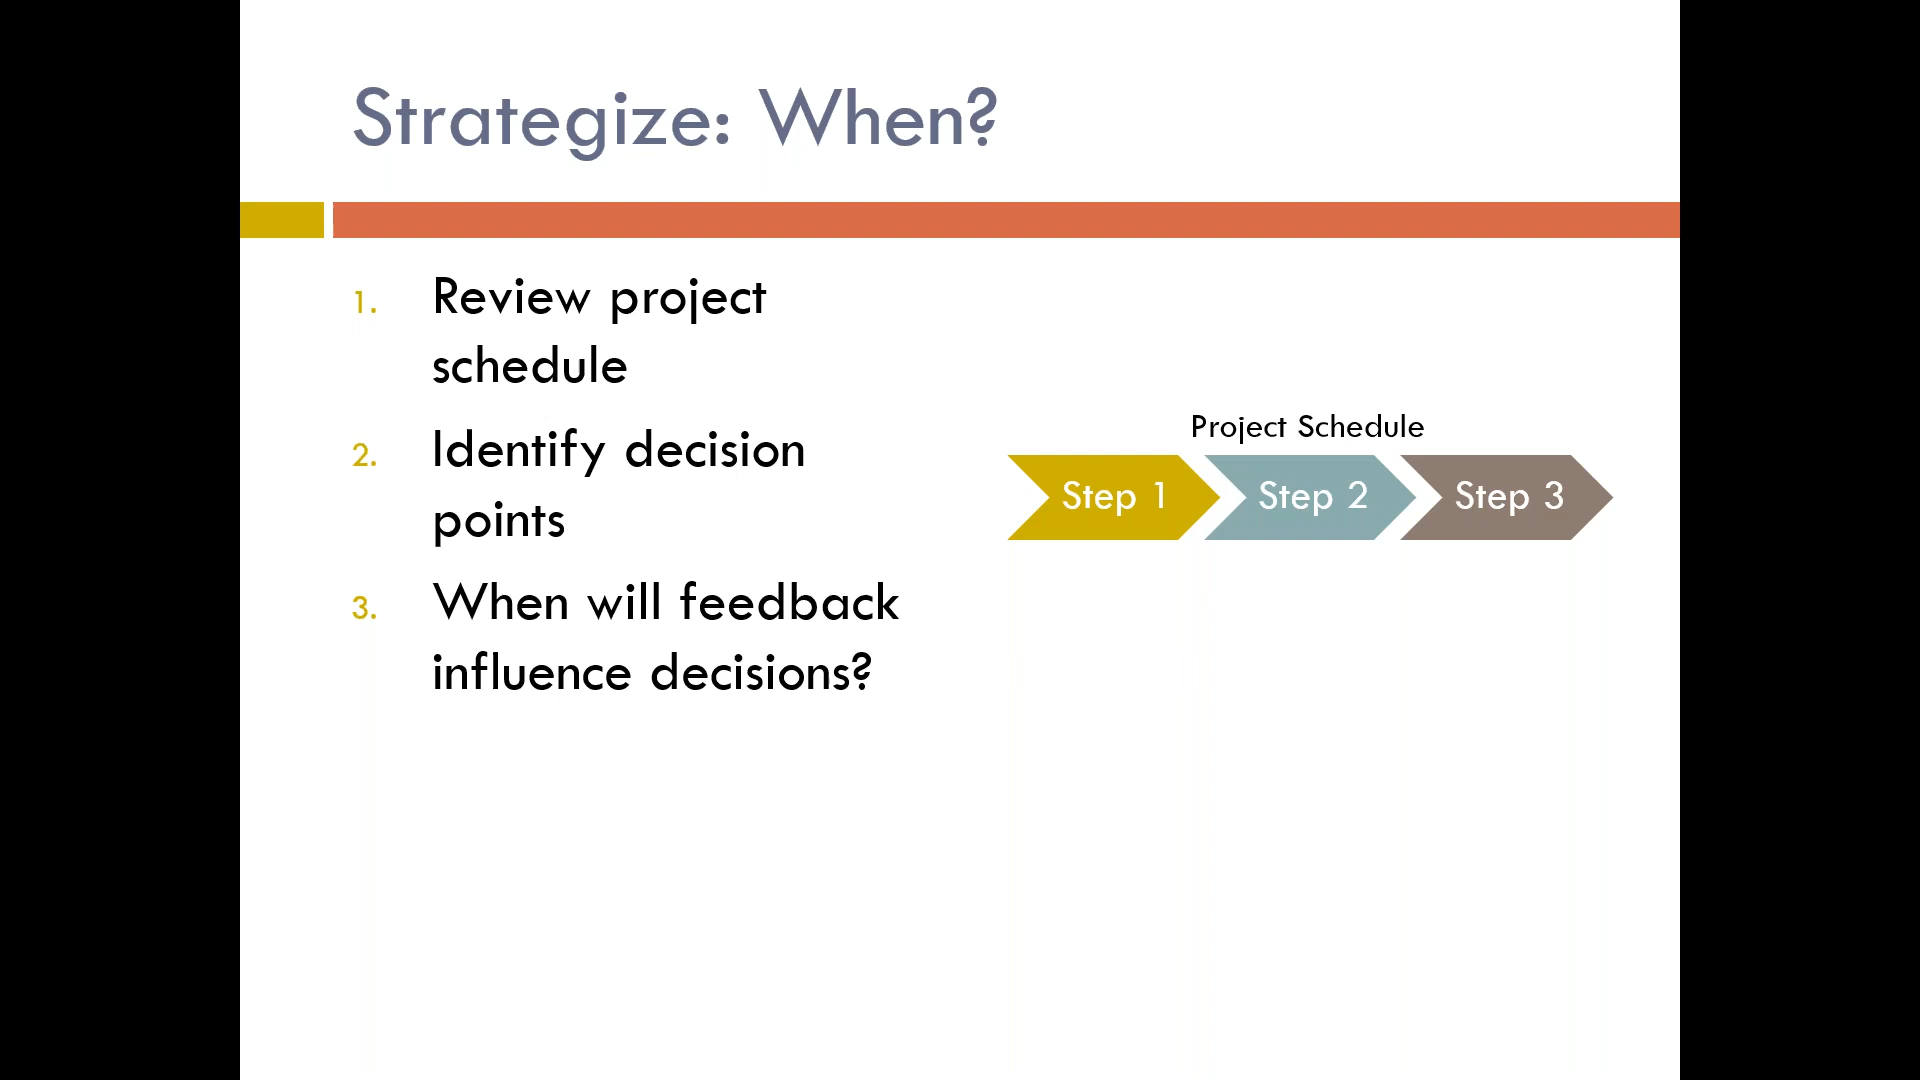 Strategize: When?
1. Review project
schedule
2. Identify decision
points
3. When will feedback
influence decisions?
Project Schedule
Step 1 Step 2 Step 3